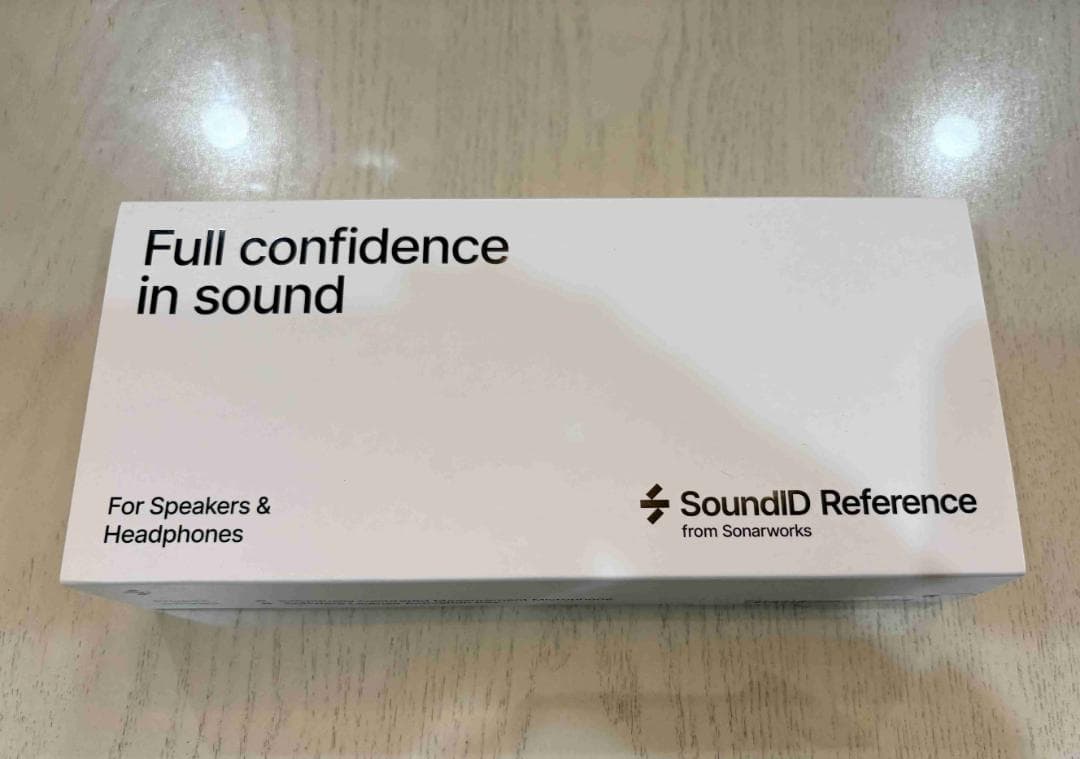 Full confidence
in sound
For Speakers &
Headphones
SoundID Reference
from Sonarworks